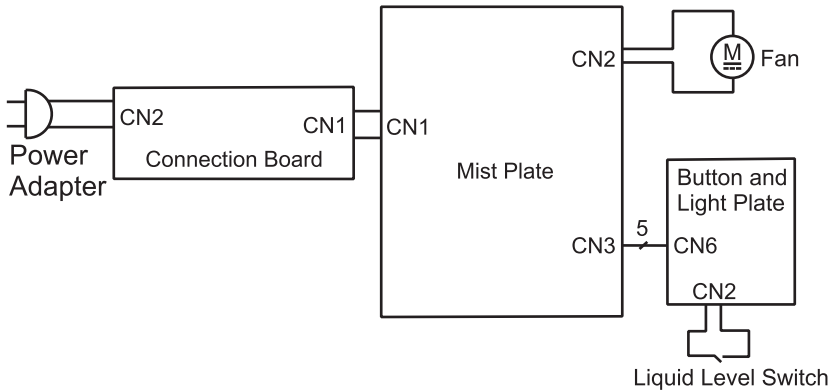 CN2
M
Fan
CN2
CN1
CN1
Power
Adapter
Connection Board
Mist Plate
Button and
Light Plate
CN3
5
CN6
CN2
Liquid Level Switch